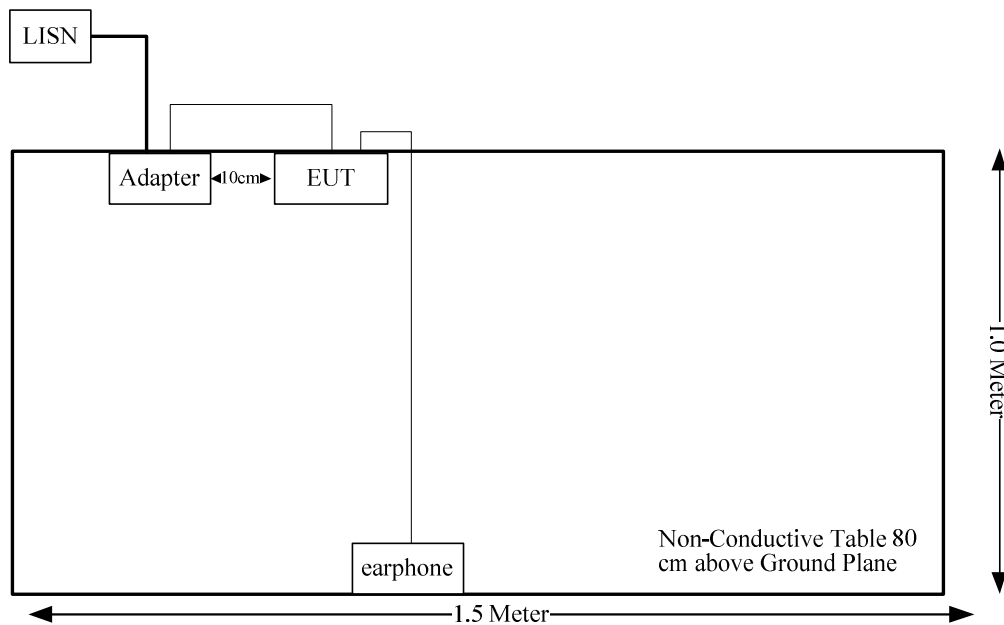 LISN
Adapter
10cm
EUT
1.0 Meter
earphone
Non-Conductive Table 80
cm above Ground Plane
1.5 Meter